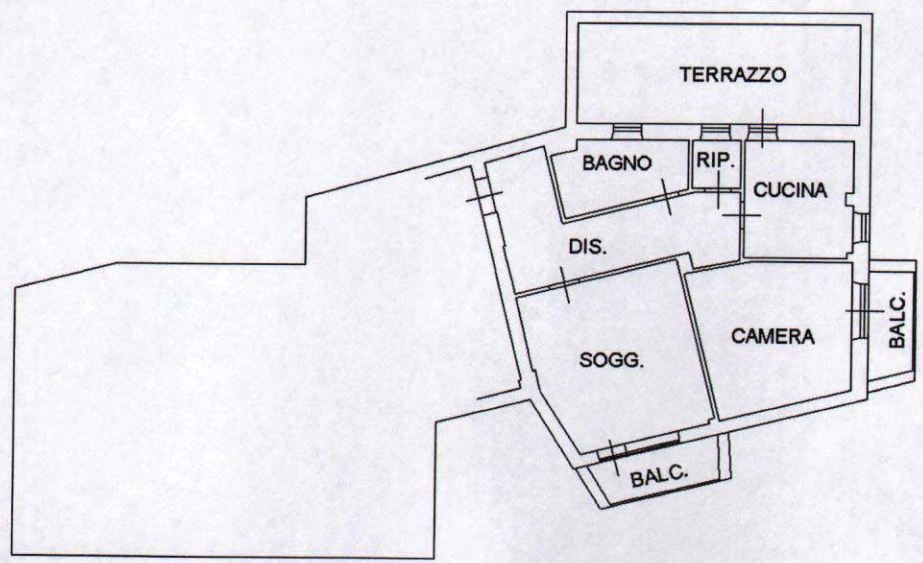 TERRAZZO
BAGNO
RIP.
CUCINA
DIS.
SOGG.
CAMERA
BALC.
BALC.